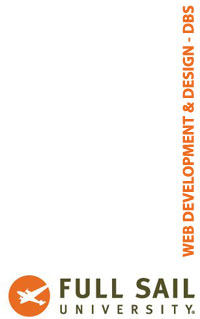 WEB DEVELOPMENT & DESIGN - DBS
FULL SAIL
UNIVERSITY®